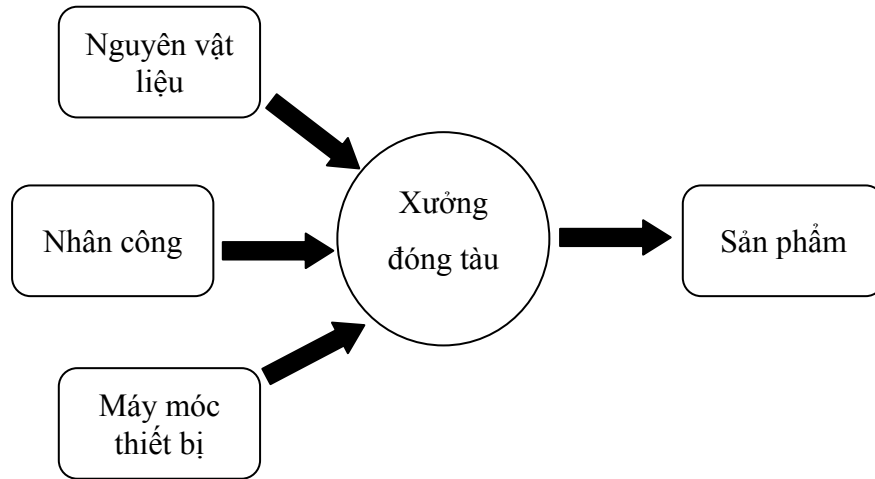 Nguyên vật
liệu
Nhân công
Máy móc
thiết bị
Xưởng
đóng tàu
Sản phẩm